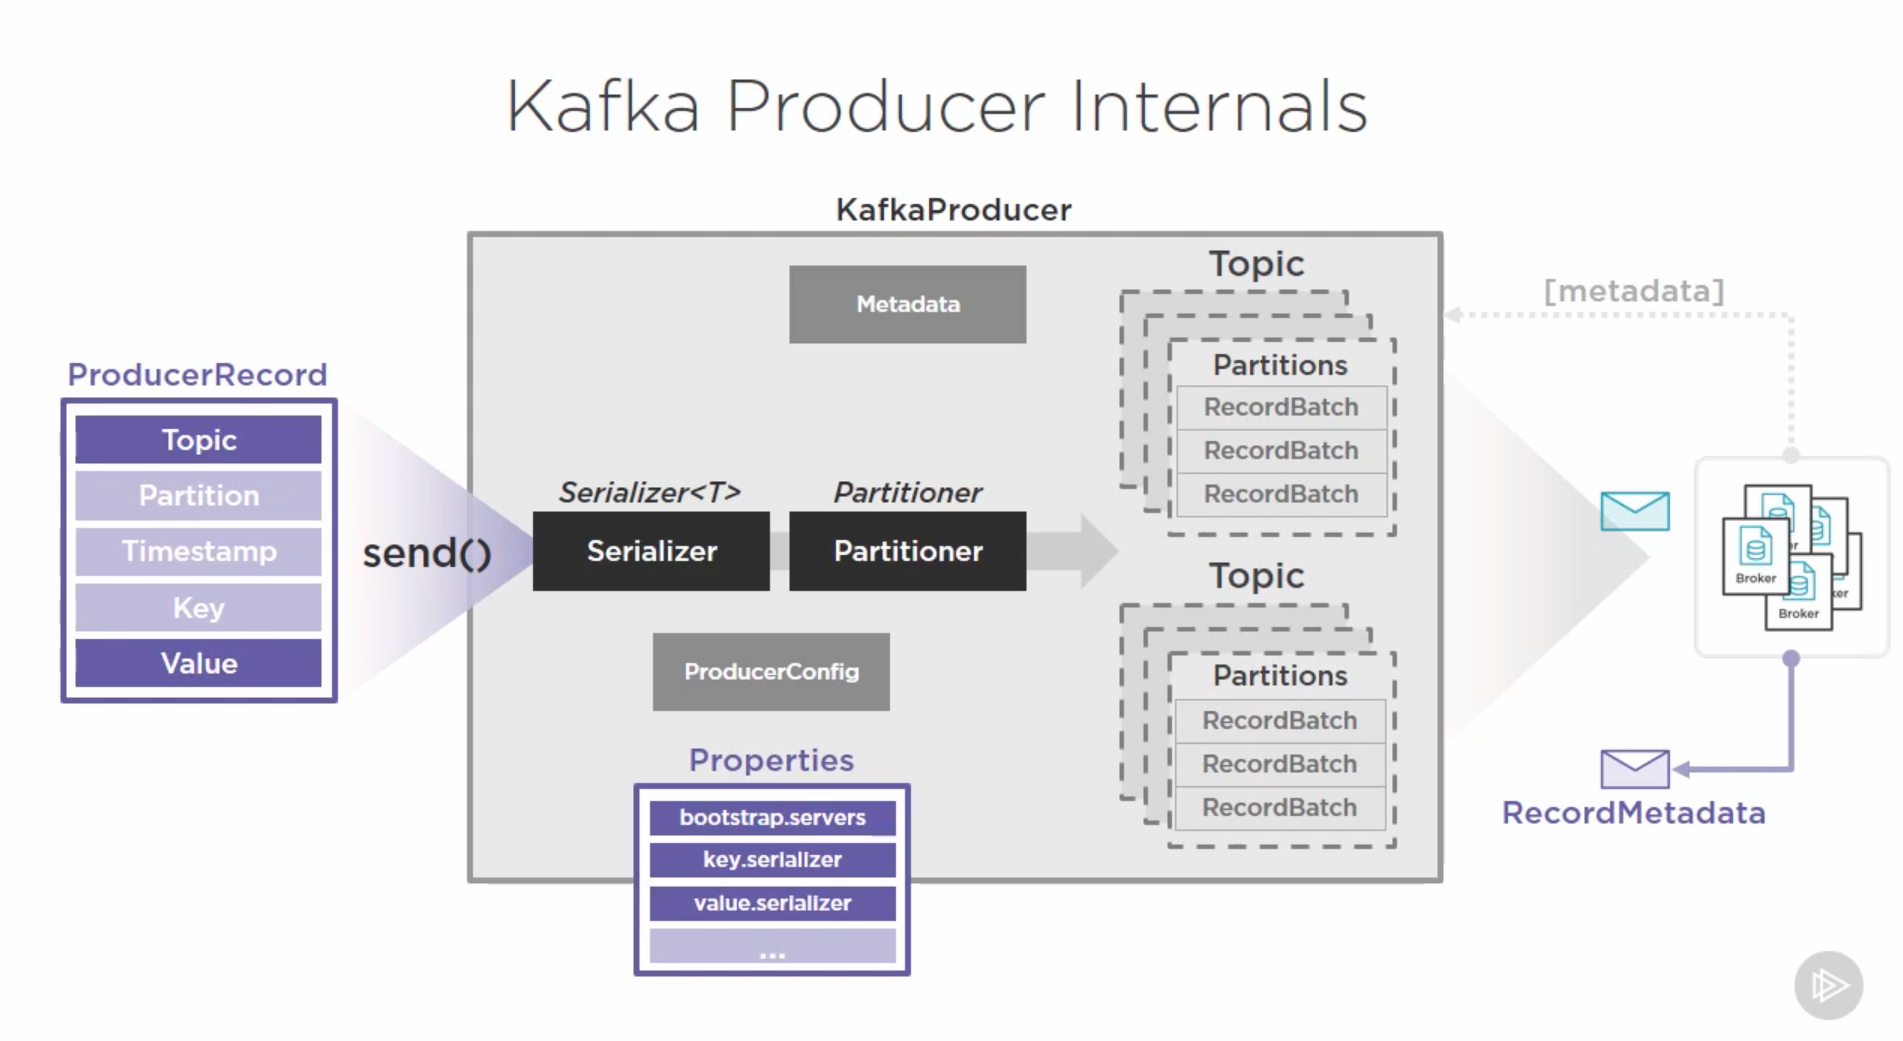 Kafka Producer Internals
KafkaProducer
ProducerRecord
Topic
Partition
Timestamp
Key
Value
send()
Metadata
Serializer<T>
Serializer
Partitioner
Partitioner
ProducerConfig
Properties
bootstrap.servers
key.serializer
value.serializer
...
Topic
Partitions
RecordBatch
RecordBatch
RecordBatch
Topic
Partitions
RecordBatch
RecordBatch
RecordBatch
[metadata]
Broker
Broker
RecordMetadata